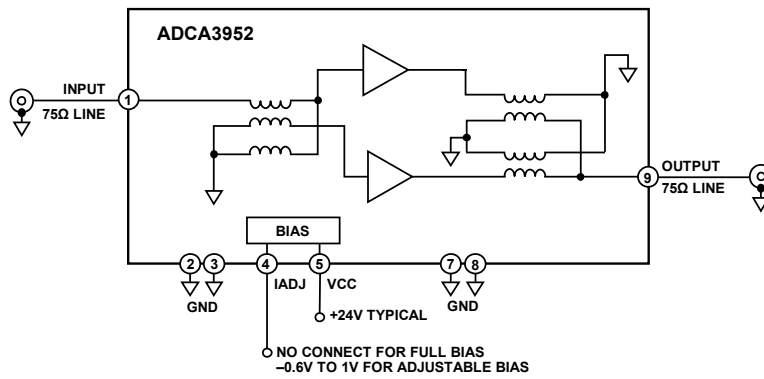 ADCA3952
INPUT
75Ω LINE
1
OUTPUT
75Ω LINE
9
BIAS
2 3 4 5 7 8
GND
IADJ
VCC
GND
+24V TYPICAL
NO CONNECT FOR FULL BIAS
–0.6V TO 1V FOR ADJUSTABLE BIAS